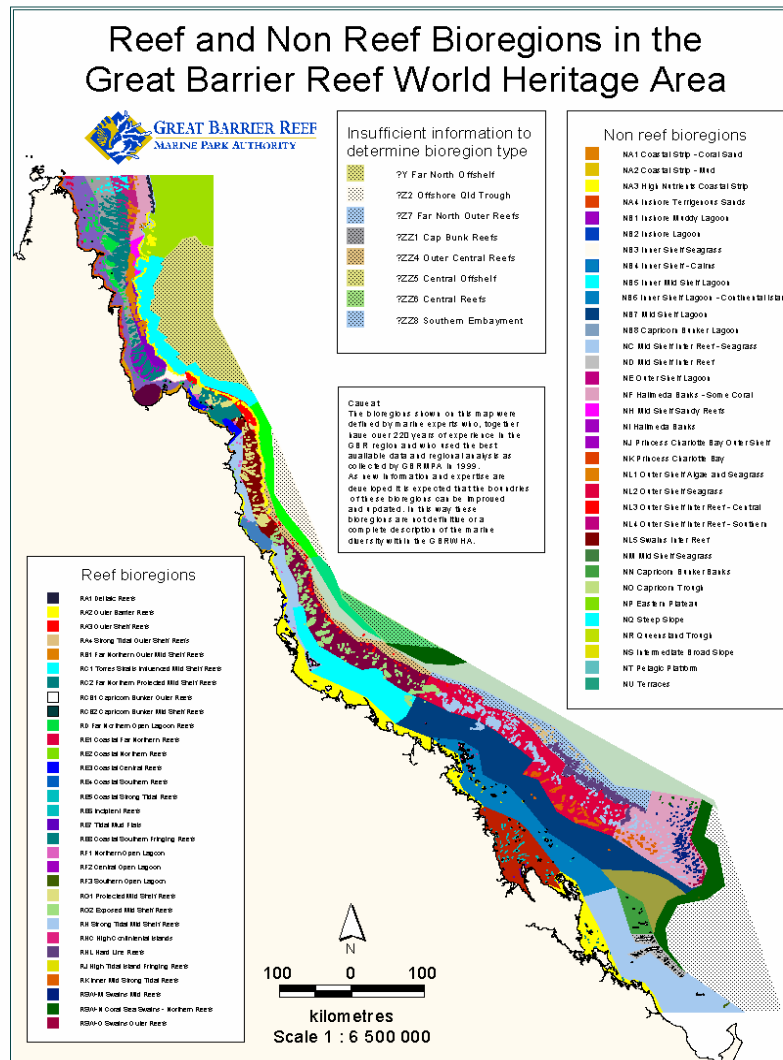 Reef and Non Reef Bioregions in the
Great Barrier Reef World Heritage Area
GREAT BARRIER REEF
MARINE PARK AUTHORITY
Insufficient information to
determine bioregion type
?Y Far North Offshelf
?Z2 Offshore Qld Trough
?Z7 Far North Outer Reefs
?ZZ1 Cap Bunk Reefs
?ZZ4 Outer Central Reefs
?ZZ5 Central Offshelf
?ZZ6 Central Reefs
?ZZ8 Southern Embayment
Non reef bioregions
NA1 Coastal Strip - Coral Sand
NA2 Coastal Strip - Mud
NA3 High Nutrients Coastal Strip
NA4 Inshore Terrigenous Sands
NB1 Inshore Muddy Lagoon
NB2 Inshore Lagoon
NB3 Inner Shelf Seagrass
NB4 Inner Shelf - Cairns
NB5 Inner Mid Shelf Lagoon
NB6 Inner Shelf Lagoon - Continental Islan
NB7 Mid Shelf Lagoon
NB8 Capricorn Bunker Lagoon
NC Mid Shelf Inter Reef - Seagrass
ND Mid Shelf Inter Reef
NE Outer Shelf Lagoon
NF Halimeda Banks - Some Coral
NH Mid Shelf Sandy Reefs
NI Halimeda Banks
NJ Princess Charlotte Bay Outer Shelf
NK Princess Charlotte Bay
NL1 Outer Shelf Algae and Seagrass
NL2 Outer Shelf Seagrass
NL3 Outer Shelf Inter Reef - Central
NL4 Outer Shelf Inter Reef - Southern
NL5 Swains Inter Reef
NM Mid Shelf Seagrass
NN Capricorn Bunker Banks
NO Capricorn Trough
NP Eastern Plateau
NQ Steep Slope
NR Queensland Trough
NS Intermediate Broad Slope
NT Pelagic Platform
NU Terraces
Caveat
The bioregions shown on this map were
defined by marine experts who, together
have over 220 years of experience in the
GBR region and who used the best
available data and regional analysis as
collected by GBRMPA in 1999.
As new information and expertise are
developed it is expected that the boundaries
of these bioregions can be improved
and updated. In this way these
bioregions are not definitive or a
complete description of the marine
diversity within the GBRWHA.
Reef bioregions
RA1 Deltaic Reefs
RA2 Outer Barrier Reefs
RA3 Outer Shelf Reefs
RA4 Strong Tidal Outer Shelf Reefs
RB1 Far Northern Outer Mid Shelf Reefs
RC1 Torres Straits Influenced Mid Shelf Reefs
RC2 Far Northern Protected Mid Shelf Reefs
RCB1 Capricorn Bunker Outer Reefs
RCB2 Capricorn Bunker Mid Shelf Reefs
RD Far Northern Open Lagoon Reefs
RE1 Coastal Far Northern Reefs
RE2 Coastal Northern Reefs
RE3 Coastal Central Reefs
RE4 Coastal Southern Reefs
RE5 Coastal Strong Tidal Reefs
RE6 Incipient Reefs
RE7 Tidal Mud Flats
RE8 Coastal Southern Fringing Reefs
RF1 Northern Open Lagoon
RF2 Central Open Lagoon
RF3 Southern Open Lagoon
RG1 Protected Mid Shelf Reefs
RG2 Exposed Mid Shelf Reefs
RH Strong Tidal Mid Shelf Reefs
RHC High Continental Islands
RHL Hard Line Reefs
RJ High Tidal Island Fringing Reefs
RK Inner Mid Strong Tidal Reefs
RSW-M Swains Mid Reefs
RSW-N Coral Sea Swains - Northern Reefs
RSW-O Swains Outer Reefs
N
100 0 100
kilometres
Scale 1 : 6 500 000